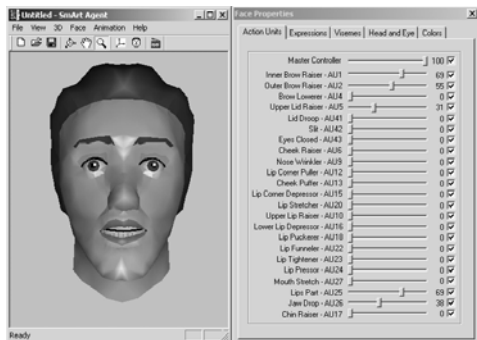 Untitled - SmArt Agent
File View 3D Face Animation Help
Ready
Face Properties
Action Units Expressions Visemes Head and Eye Colors
Master Controller 100
Inner Brow Raiser - AU1 69
Outer Brow Raiser - AU2 55
Brow Lowerer - AU4 0
Upper Lid Raiser - AU5 31
Lid Droop - AU41 0
Slit - AU42 0
Eyes Closed - AU43 0
Cheek Raiser - AU6 0
Nose Wrinkler - AU9 0
Lip Corner Puller - AU12 0
Cheek Puffer - AU13 0
Lip Corner Depressor - AU15 0
Lip Stretcher - AU20 0
Upper Lip Raiser - AU10 0
Lower Lip Depressor - AU16 0
Lip Puckerer - AU18 0
Lip Funneler - AU22 0
Lip Tightener - AU23 0
Lip Pressor - AU24 0
Mouth Stretch - AU27 0
Lips Part - AU25 69
Jaw Drop - AU26 38
Chin Raiser - AU17 0